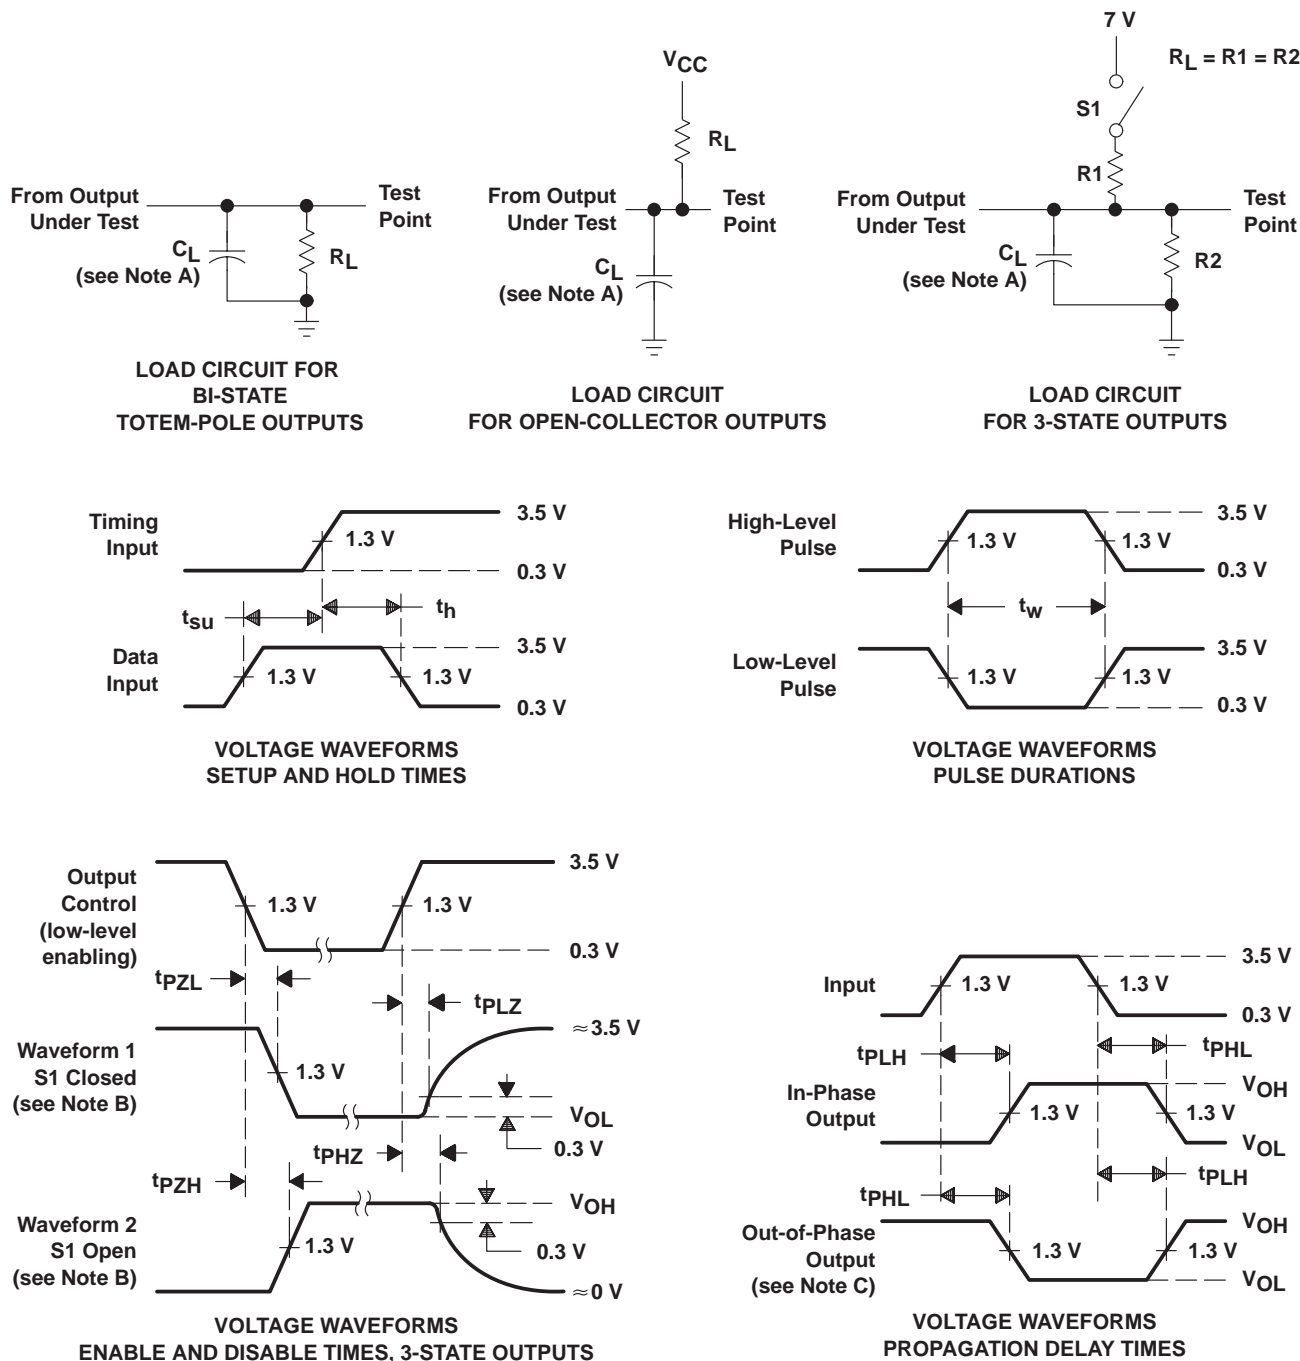 From Output
Under Test
Test
Point
CL
(see Note A)
RL
LOAD CIRCUIT FOR
BI-STATE
TOTEM-POLE OUTPUTS
VCC
RL
From Output
Under Test
Test
Point
CL
(see Note A)
LOAD CIRCUIT
FOR OPEN-COLLECTOR OUTPUTS
7 V
RL = R1 = R2
S1
R1
From Output
Under Test
Test
Point
CL
(see Note A)
R2
LOAD CIRCUIT
FOR 3-STATE OUTPUTS
Timing
Input
3.5 V
1.3 V
0.3 V
tsu
th
Data
Input
3.5 V
1.3 V
1.3 V
0.3 V
VOLTAGE WAVEFORMS
SETUP AND HOLD TIMES
High-Level
Pulse
3.5 V
1.3 V
1.3 V
0.3 V
tw
Low-Level
Pulse
3.5 V
1.3 V
1.3 V
0.3 V
VOLTAGE WAVEFORMS
PULSE DURATIONS
Output
Control
(low-level
enabling)
3.5 V
1.3 V
1.3 V
0.3 V
tPZL
tPLZ
Waveform 1
S1 Closed
(see Note B)
≈3.5 V
1.3 V
VOL
0.3 V
tPHZ
tPZH
Waveform 2
S1 Open
(see Note B)
VOH
1.3 V
0.3 V
≈0 V
VOLTAGE WAVEFORMS
ENABLE AND DISABLE TIMES, 3-STATE OUTPUTS
Input
3.5 V
1.3 V
1.3 V
0.3 V
tPLH
tPHL
In-Phase
Output
VOH
1.3 V
1.3 V
VOL
tPHL
tPLH
Out-of-Phase
Output
(see Note C)
VOH
1.3 V
1.3 V
VOL
VOLTAGE WAVEFORMS
PROPAGATION DELAY TIMES